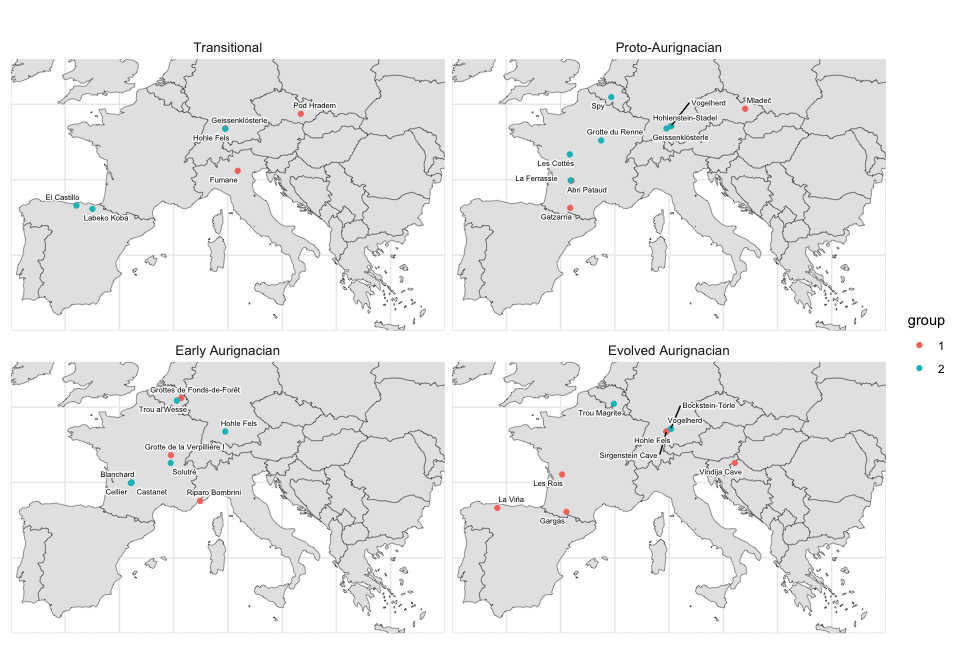 Transitional
Pod Hradem
Geissenklösterle
Hohle Fels
Fumane
El Castillo
Labeko Koba
Proto-Aurignacian
Spy
Vogelherd
Mladeč
Hohlenstein-Stadel
Grotte du Renne
Geissenklösterle
Les Cottés
La Ferrassie
Abri Pataud
Gatzarria
Early Aurignacian
Grottes de Fonds-de-Forêt
Trou al'Wesse
Hohle Fels
Grotte de la Verpillière I
Solutré
Blanchard
Cellier
Castanet
Riparo Bombrini
Evolved Aurignacian
Bockstein-Törle
Trou Magrite
Vogelherd
Hohle Fels
Sirgenstein Cave
Vindija Cave
Les Rois
La Viña
Gargas
group
1
2